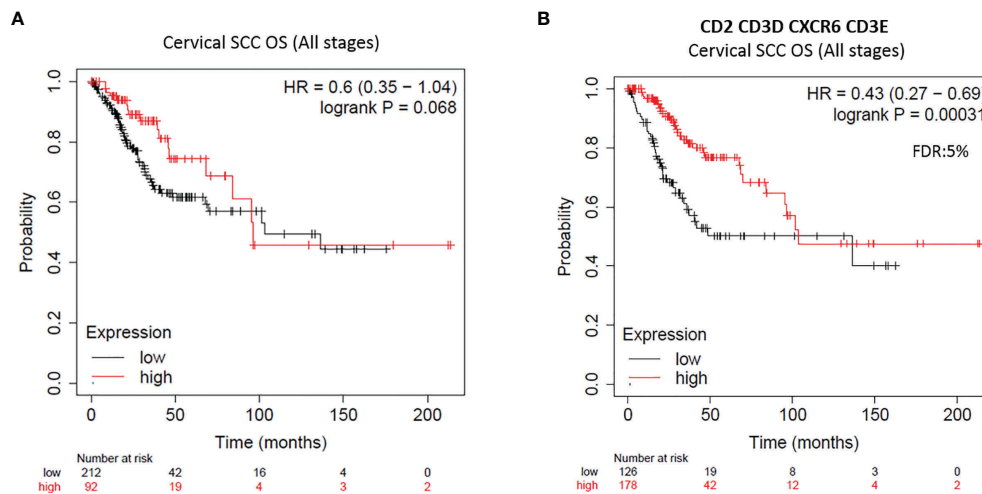 A
Cervical SCC OS (All stages)
HR = 0.6 (0.35 − 1.04)
logrank P = 0.068
Probability
1.0
0.8
0.6
0.4
0.2
0.0
Expression
low
high
0 50 100 150 200
Time (months)
Number at risk
low 212 42 16 4 0
high 92 19 4 3 2
B
CD2 CD3D CXCR6 CD3E
Cervical SCC OS (All stages)
HR = 0.43 (0.27 − 0.69
logrank P = 0.00031
FDR:5%
Probability
1.0
0.8
0.6
0.4
0.2
0.0
Expression
low
high
0 50 100 150 200
Time (months)
Number at risk
low 126 19 8 3 0
high 178 42 12 4 2